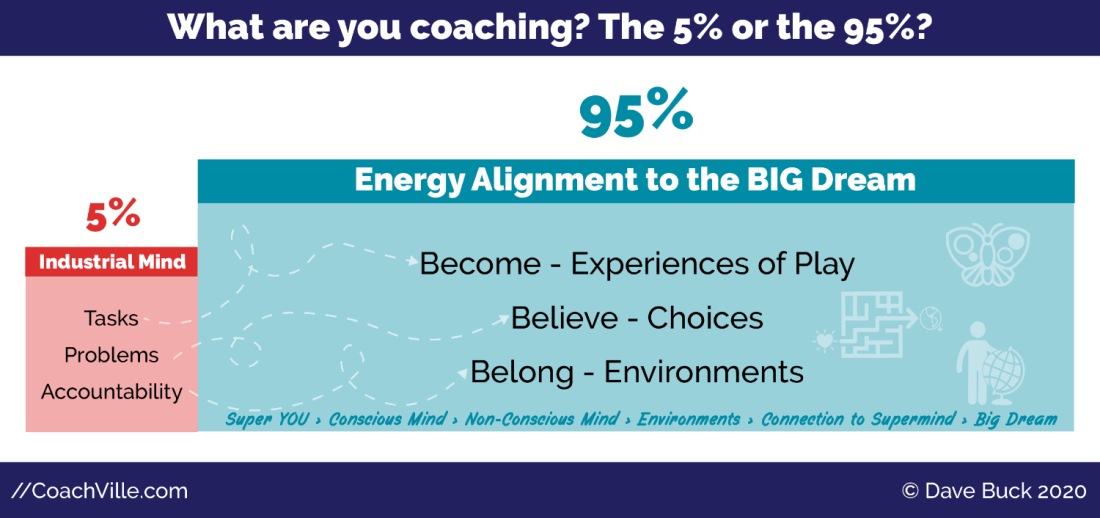 What are you coaching? The 5% or the 95%?
95%
Energy Alignment to the BIG Dream
5%
Industrial Mind
Tasks
Problems
Accountability
Become - Experiences of Play
Believe - Choices
Belong - Environments
Super YOU › Conscious Mind › Non-Conscious Mind › Environments › Connection to Supermind › Big Dream
//CoachVille.com
© Dave Buck 2020